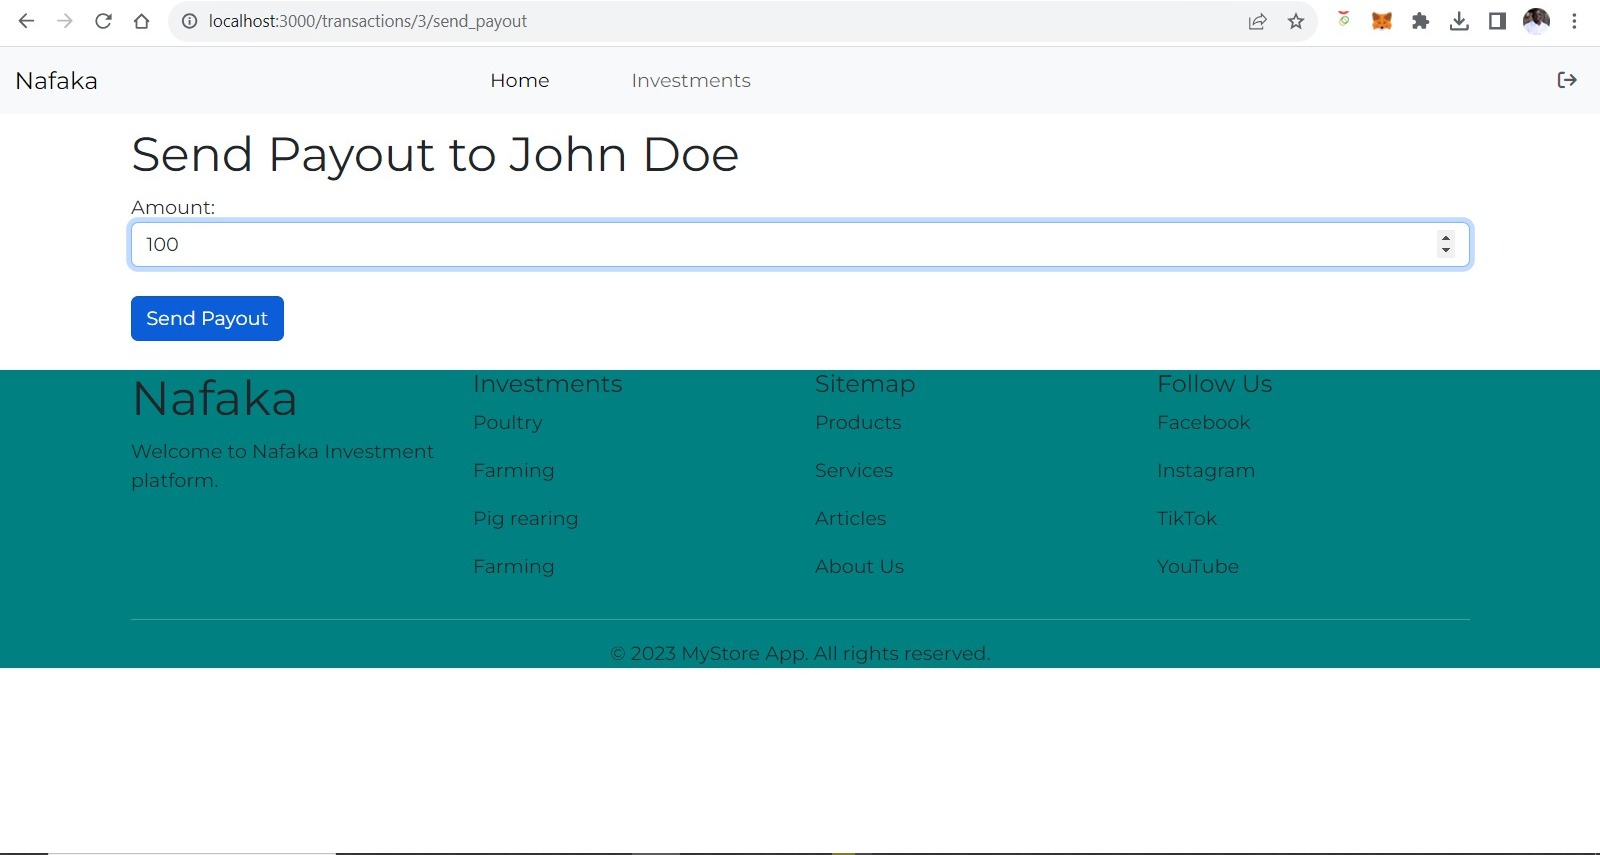 localhost:3000/transactions/3/send_payout
Nafaka
Home
Investments
Send Payout to John Doe
Amount:
100
Send Payout
Nafaka
Welcome to Nafaka Investment
platform.
Investments
Poultry
Farming
Pig rearing
Farming
Sitemap
Products
Services
Articles
About Us
Follow Us
Facebook
Instagram
TikTok
YouTube
© 2023 MyStore App. All rights reserved.